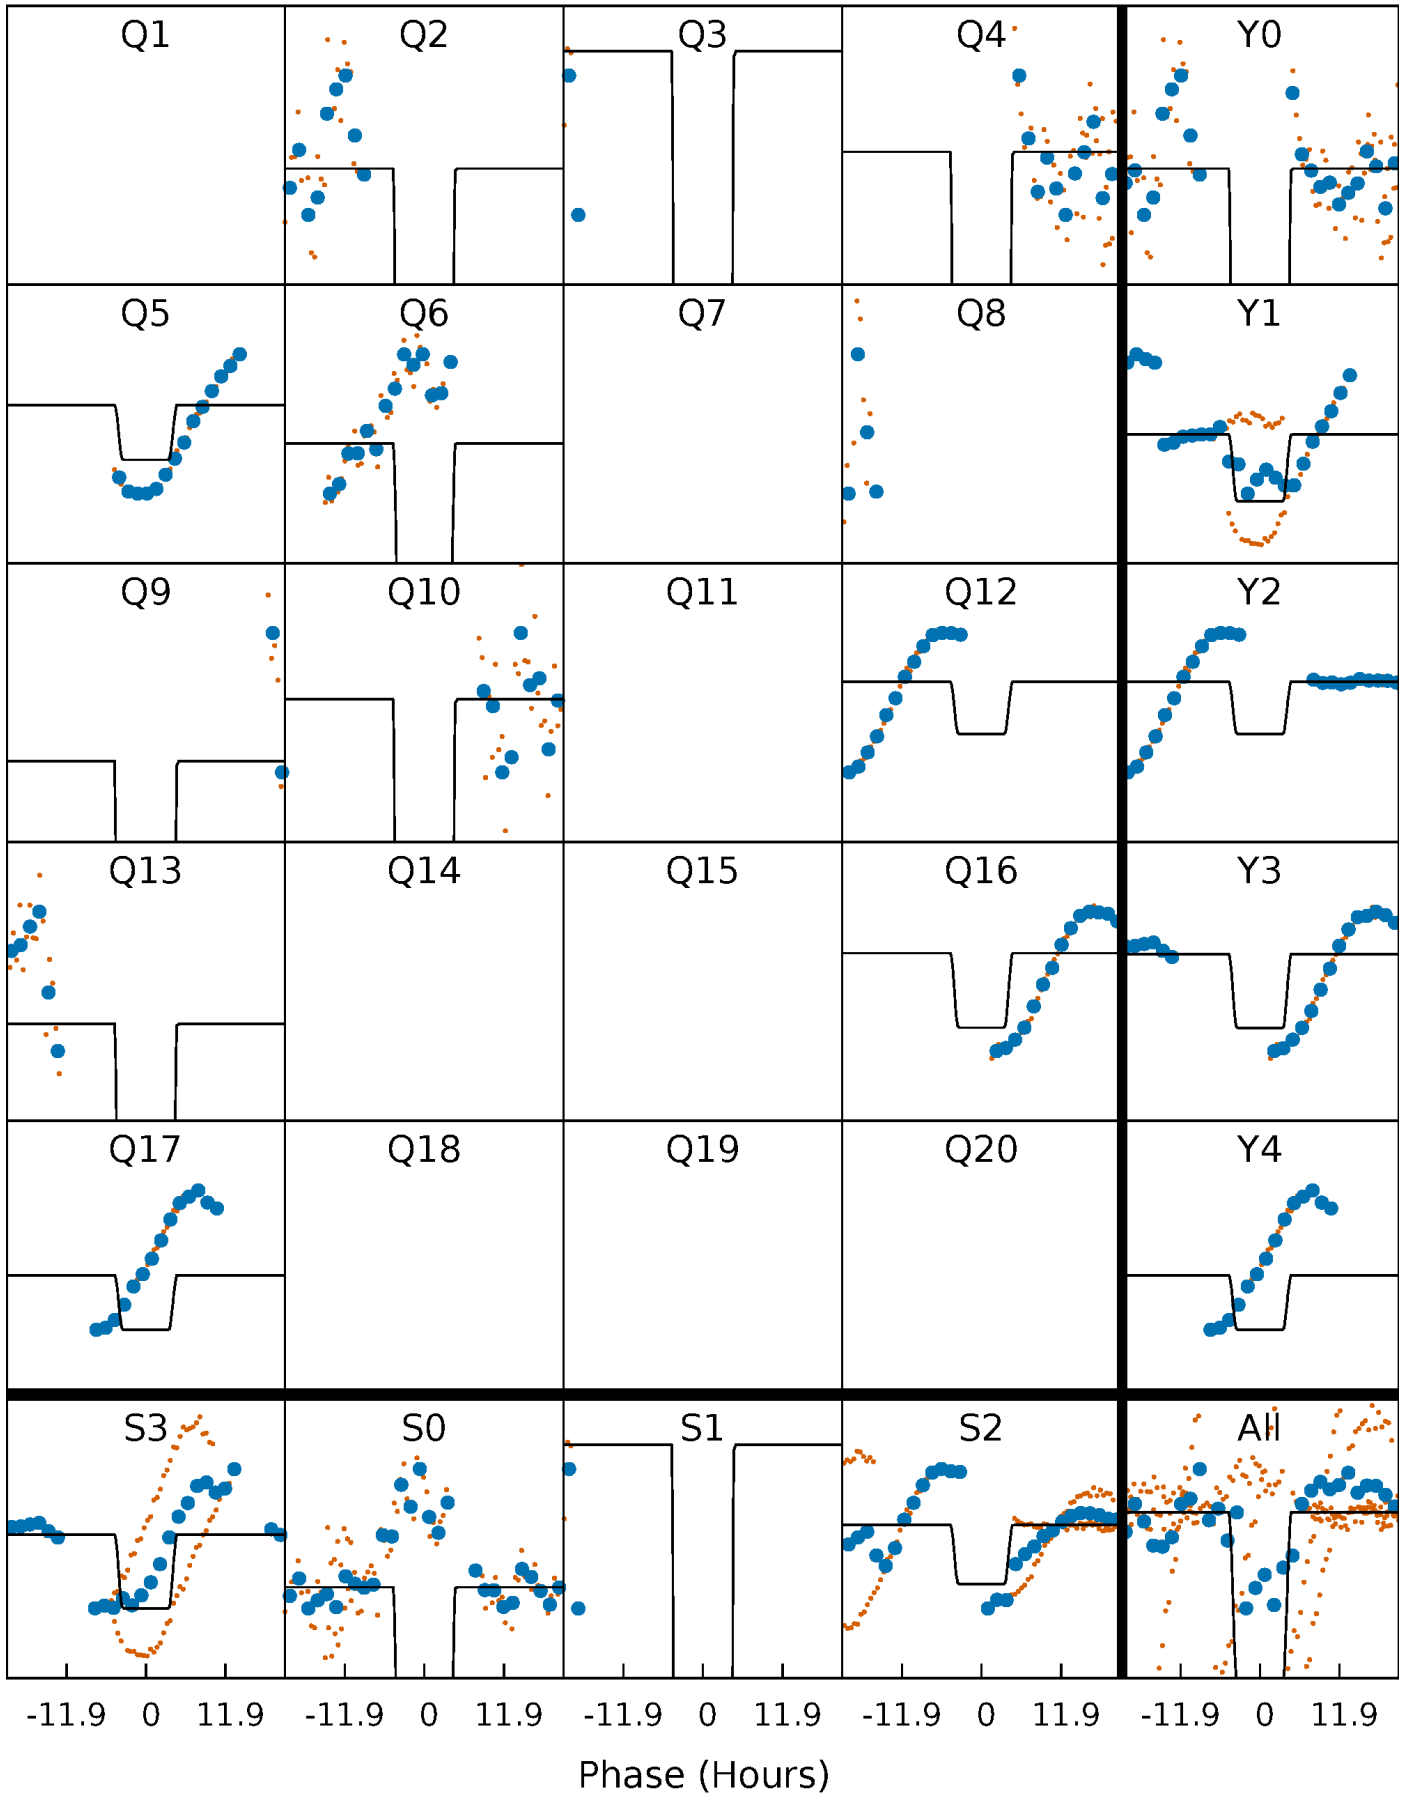 Q1 Q2 Q3 Q4 Y0
Q5 Q6 Q7 Q8 Y1
Q9 Q10 Q11 Q12 Y2
Q13 Q14 Q15 Q16 Y3
Q17 Q18 Q19 Q20 Y4
S3 S0 S1 S2 All
-11.9 0 11.9 -11.9 0 11.9 -11.9 0 11.9 -11.9 0 11.9 -11.9 0 11.9
Phase (Hours)